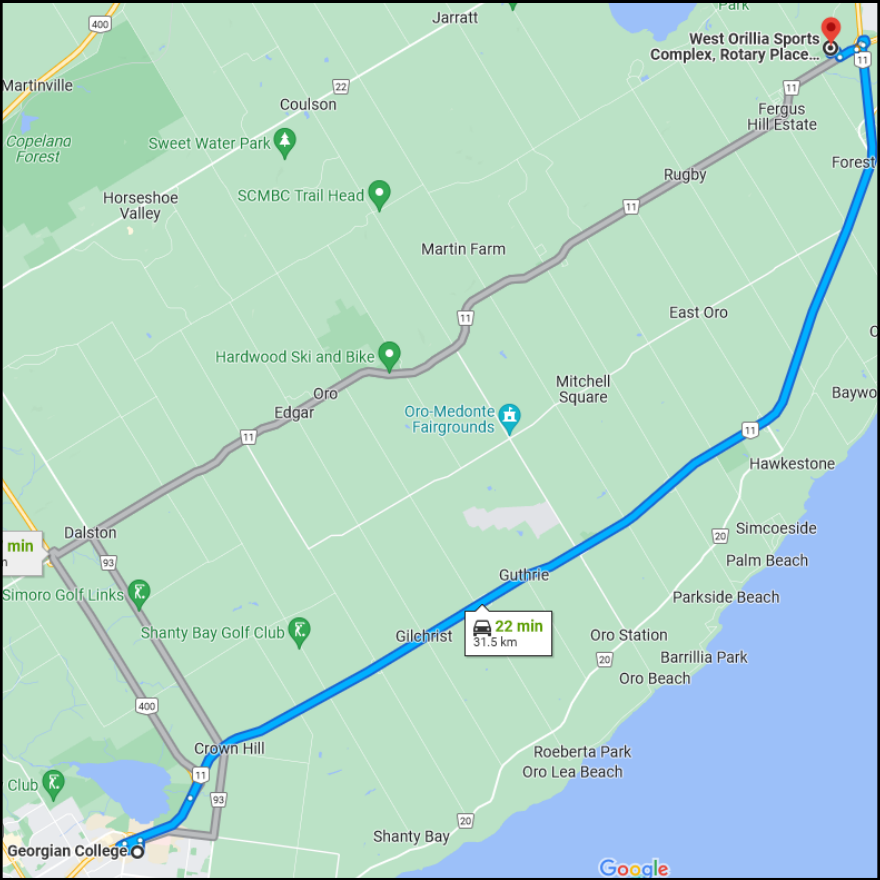 Park
Jarratt
400
West Orillia Sports
Complex, Rotary Place...
11
Martinville
22
11
Coulson
Fergus
Hill Estate
Copeland
Forest
Sweet Water Park
Forest
Rugby
SCMBC Trail Head
Horseshoe
Valley
11
Martin Farm
East Oro
11
Hardwood Ski and Bike
Mitchell
Square
Oro
Baywo
Edgar
Oro-Medonte
Fairgrounds
11
11
Hawkestone
Dalston
20
Simcoeside
min
93
Palm Beach
Guthrie
Simoro Golf Links
Parkside Beach
22 min
31.5 km
Shanty Bay Golf Club
Gilchrist
Oro Station
20
Barrillia Park
Oro Beach
400
Crown Hill
Roeberta Park
11
Oro Lea Beach
Club
93
20
Shanty Bay
Georgian College
Google